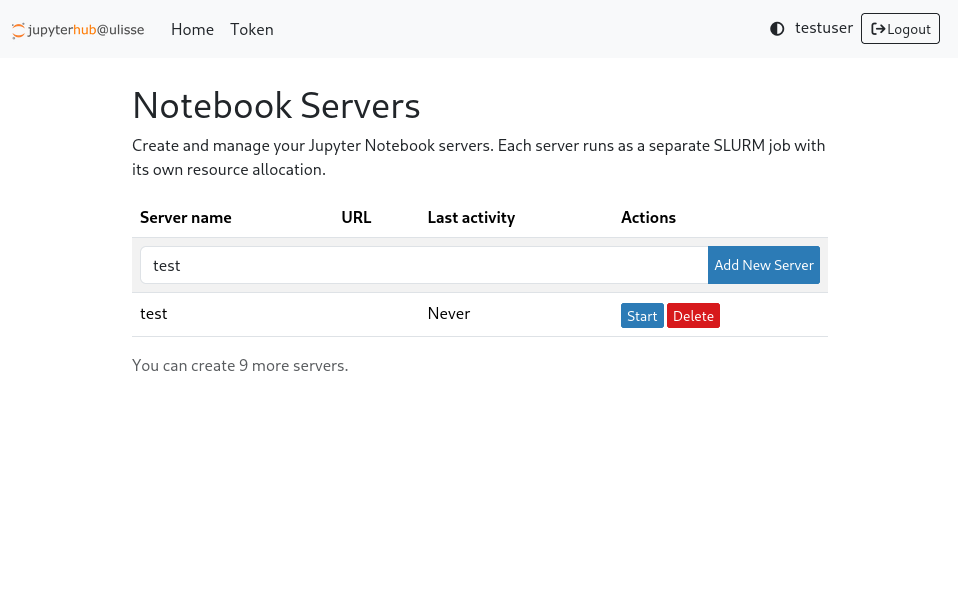 jupyterhub@ulisse Home Token testuser Logout
Notebook Servers
Create and manage your Jupyter Notebook servers. Each server runs as a separate SLURM job with
its own resource allocation.
Server name URL Last activity Actions
test Add New Server
test Never Start Delete
You can create 9 more servers.